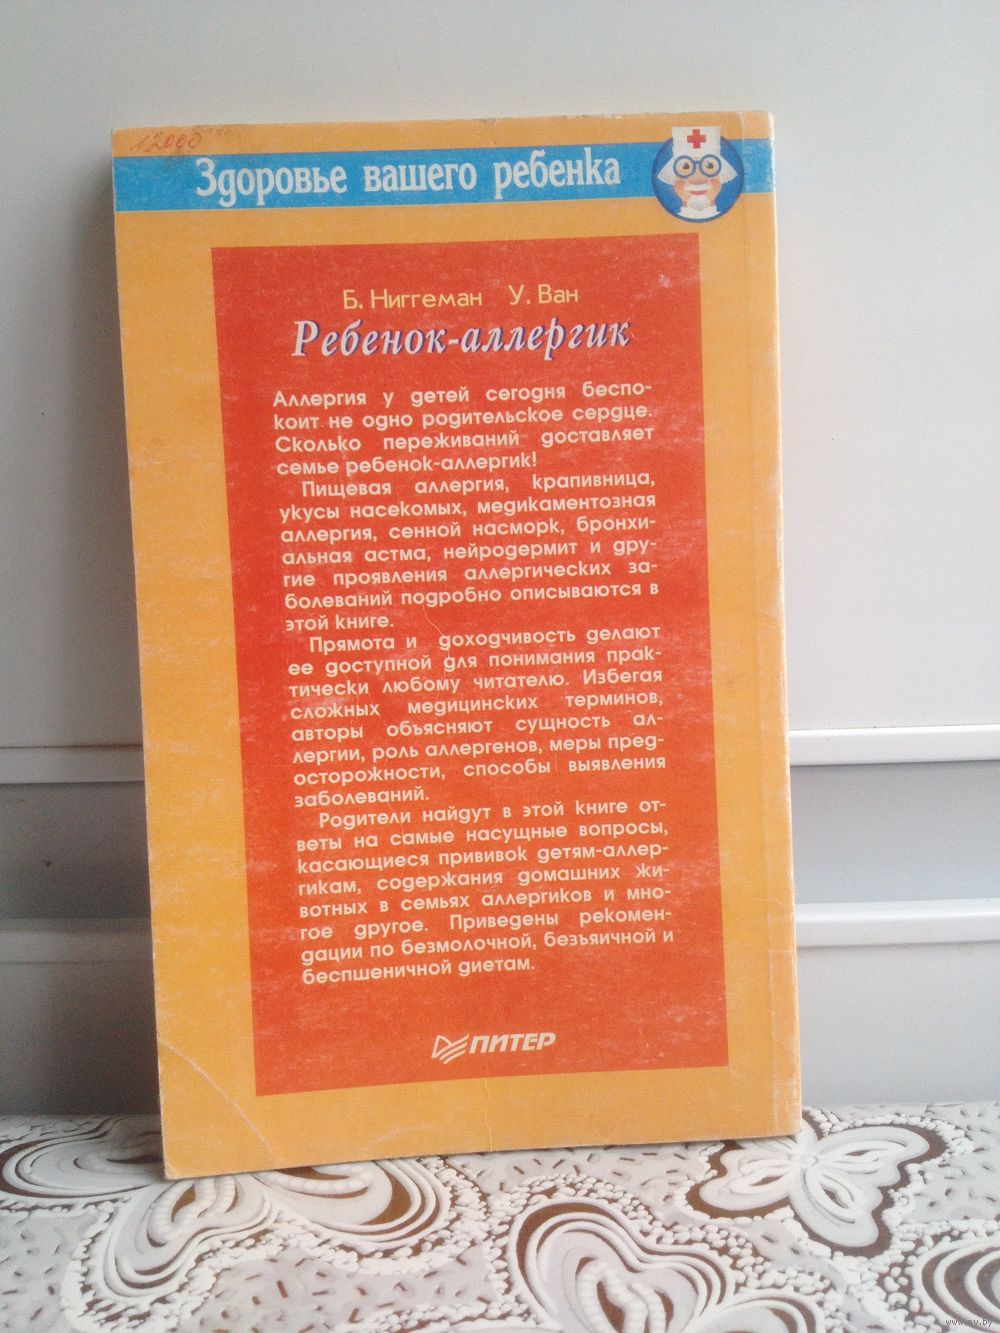 12000
Здоровье вашего ребенка
Б. Ниггеман У. Ван
Ребенок-аллергик
Аллергия у детей сегодня беспо-
коит не одно родительское сердце.
Сколько переживаний доставляет
семье ребенок-аллергик!
Пищевая аллергия, крапивница,
укусы насекомых, медикаментозная
аллергия, сенной насморк, бронхи-
альная астма, нейродермит и дру-
гие проявления аллергических за-
болеваний подробно описываются в
этой книге.
Прямота и доходчивость делают
ее доступной для понимания прак-
тически любому читателю. Избегая
сложных медицинских терминов,
авторы объясняют сущность ал-
лергии, роль аллергенов, меры пред-
осторожности, способы выявления
заболеваний.
Родители найдут в этой книге от-
веты на самые насущные вопросы,
касающиеся прививок детям-аллер-
гикам, содержания домашних жи-
вотных в семьях аллергиков и мно-
гое другое. Приведены рекомен-
дации по безмолочной, безъяичной и
беспшеничной диетам.
ПИТЕР
www.av.by